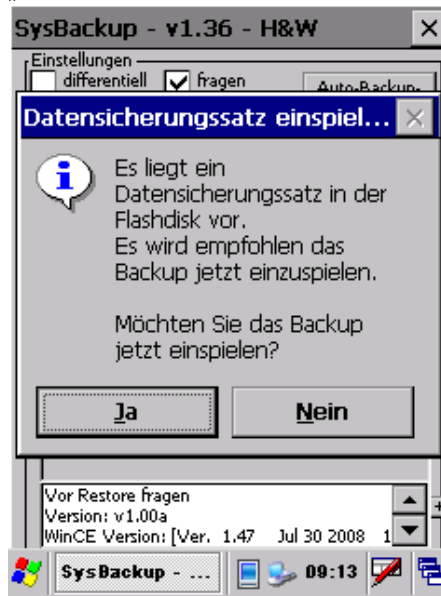 SysBackup - v1.36 - H&W
Einstellungen
differentiell fragen
Auto-Backup-
Datensicherungssatz einspiel...
Es liegt ein
Datensicherungssatz in der
Flashdisk vor.
Es wird empfohlen das
Backup jetzt einzuspielen.
Möchten Sie das Backup
jetzt einspielen?
Ja Nein
Vor Restore fragen
Version: v1.00a
WinCE Version: [Ver. 1.47 Jul 30 2008 1
SysBackup - ... 09:13